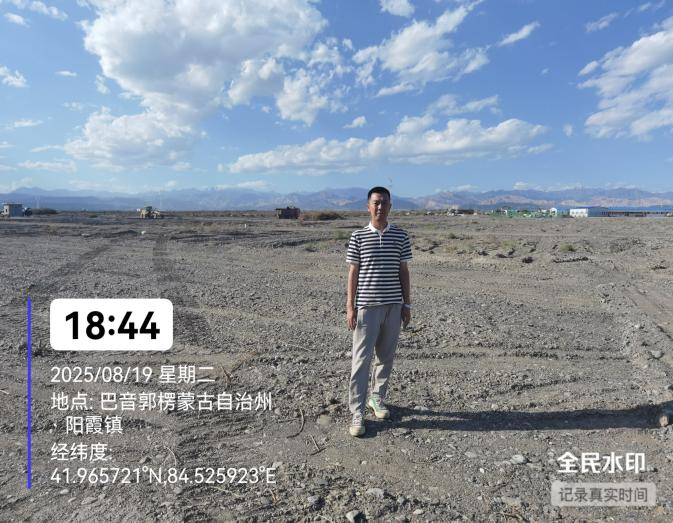 18:44
2025/08/19 星期二
地点: 巴音郭楞蒙古自治州
，阳霞镇
经纬度:
41.965721°N,84.525923°E
全民水印
记录真实时间